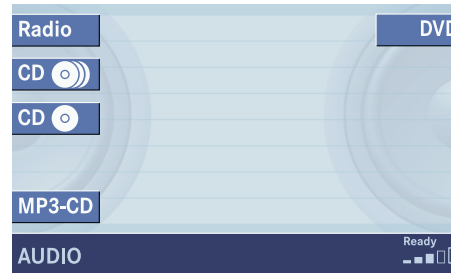 Radio
DVD
CD
CD
MP3-CD
AUDIO
Ready